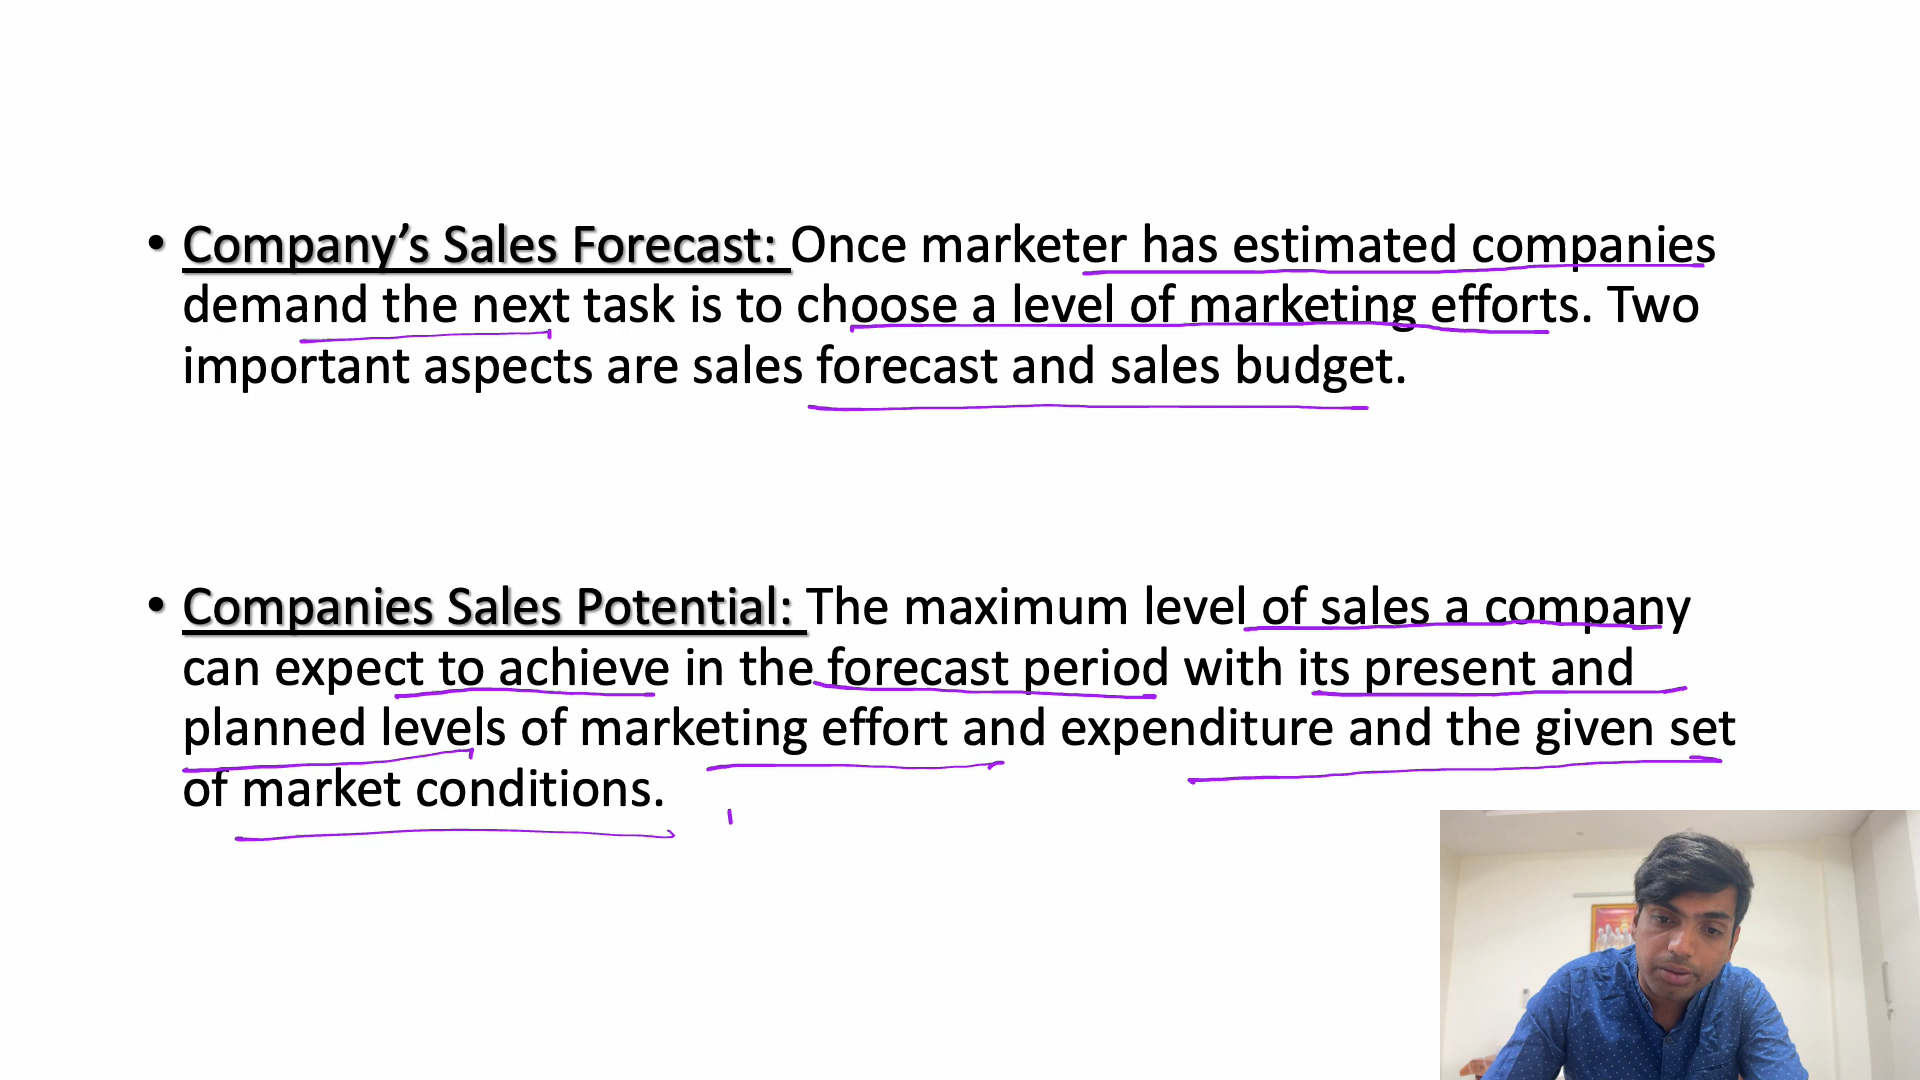 • Company’s Sales Forecast: Once marketer has estimated companies
demand the next task is to choose a level of marketing efforts. Two
important aspects are sales forecast and sales budget.
• Companies Sales Potential: The maximum level of sales a company
can expect to achieve in the forecast period with its present and
planned levels of marketing effort and expenditure and the given set
of market conditions.